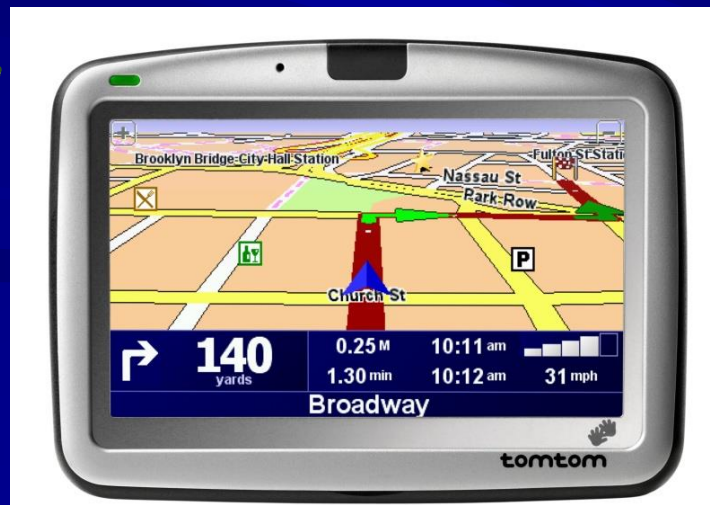 Brooklyn Bridge-City Hall Station
Fulton St Stati
Nassau St
Park Row
P
Church St
140
yards
0.25 M
10:11 am
1.30 min
10:12 am
31 mph
Broadway
tomtom